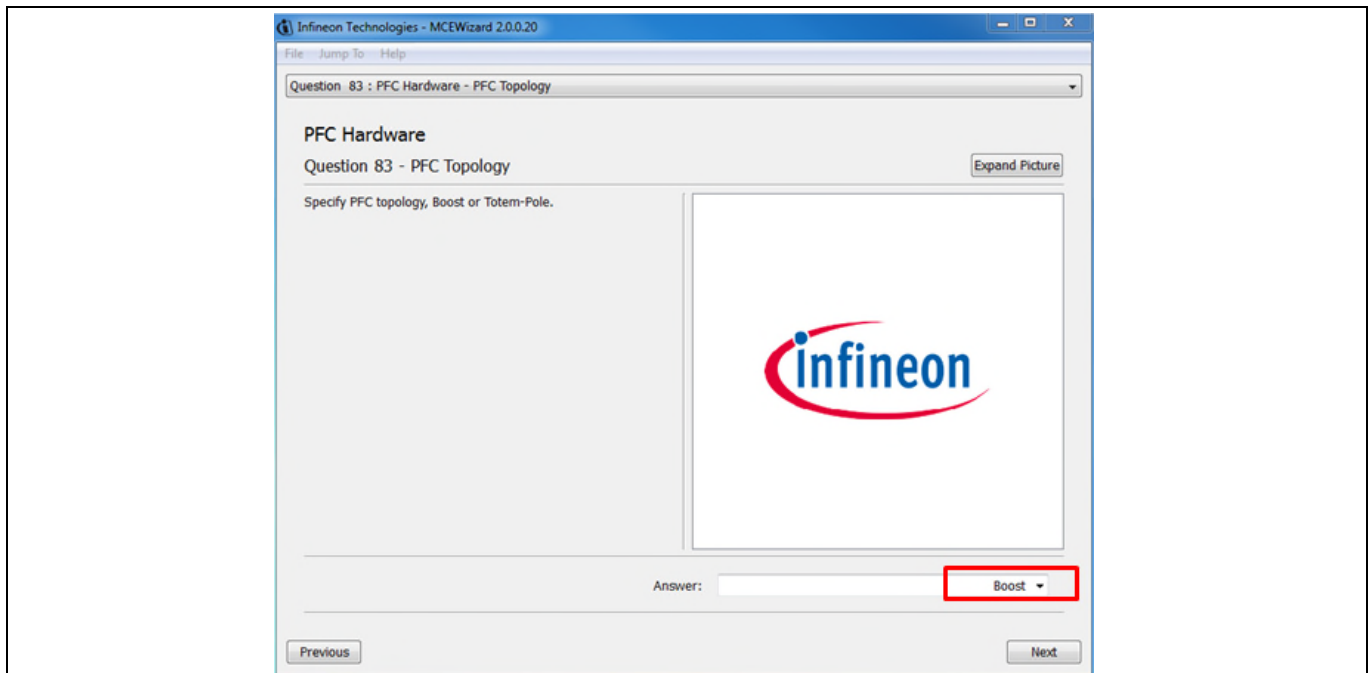 Infineon Technologies - MCEWizard 2.0.0.20
File Jump To Help
Question 83 : PFC Hardware - PFC Topology
PFC Hardware
Question 83 - PFC Topology
Expand Picture
Specify PFC topology, Boost or Totem-Pole.
infineon
Answer:
Boost
Previous
Next